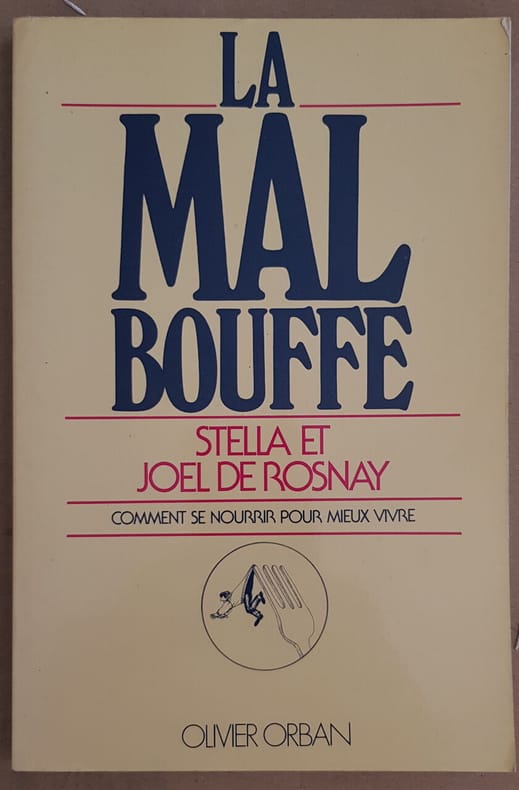 LA
MAL
BOUFFE
STELLA ET
JOEL DE ROSNAY
COMMENT SE NOURRIR POUR MIEUX VIVRE
OLIVIER ORBAN